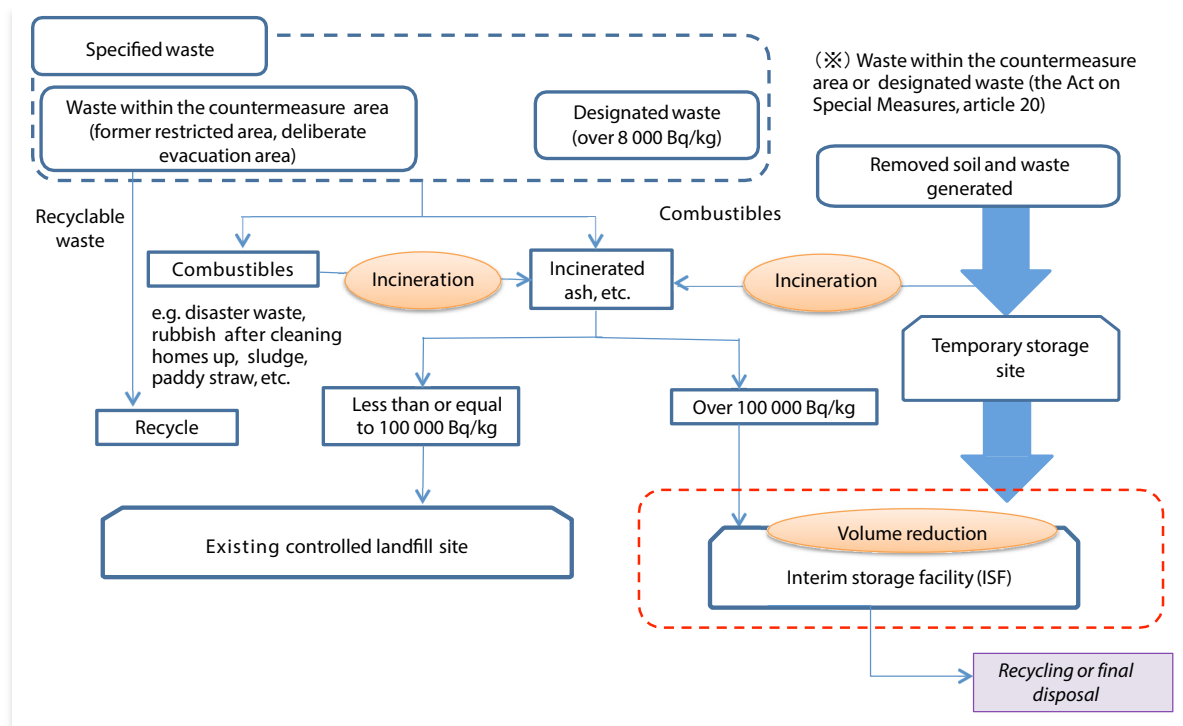 Specified waste
(※) Waste within the countermeasure
area or designated waste (the Act on
Special Measures, article 20)
Waste within the countermeasure area
(former restricted area, deliberate
evacuation area)
Designated waste
(over 8 000 Bq/kg)
Removed soil and waste
generated
Recyclable
waste
Combustibles
Combustibles
Incineration
Incinerated
ash, etc.
Incineration
e.g. disaster waste,
rubbish after cleaning
homes up, sludge,
paddy straw, etc.
Temporary storage
site
Recycle
Less than or equal
to 100 000 Bq/kg
Over 100 000 Bq/kg
Existing controlled landfill site
Volume reduction
Interim storage facility (ISF)
Recycling or final
disposal